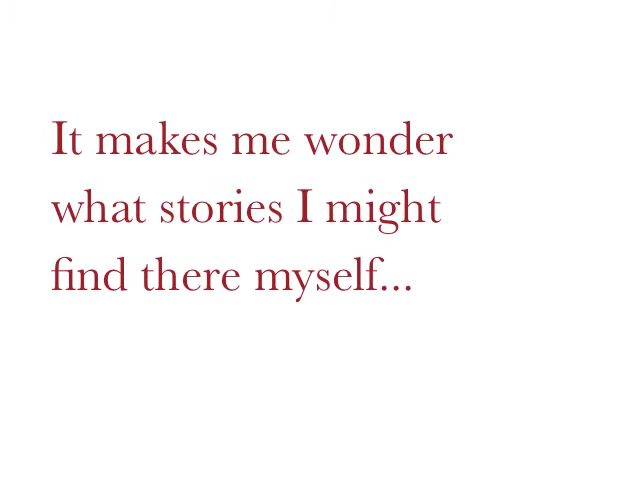 It makes me wonder
what stories I might
find there myself...